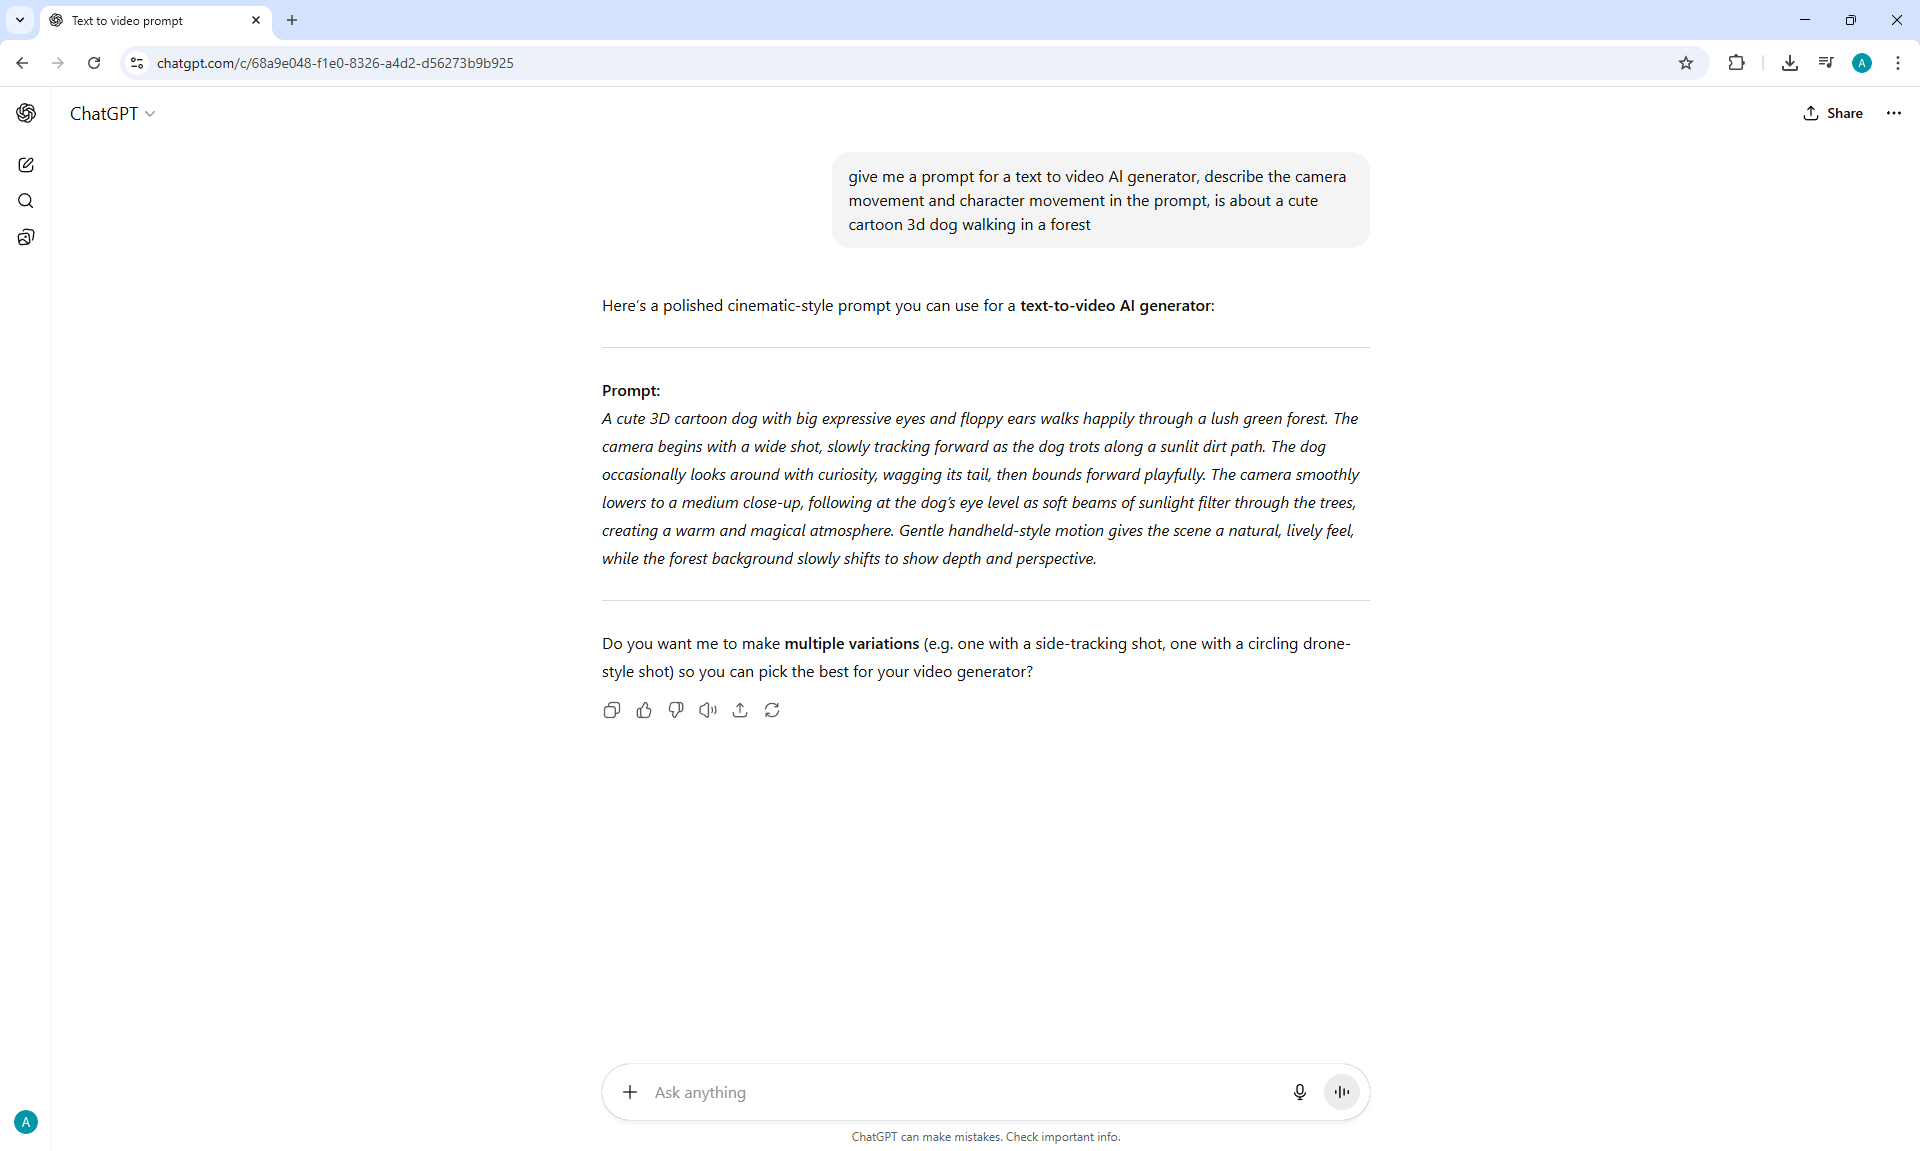 Text to video prompt
chatgpt.com/c/68a9e048-f1e0-8326-a4d2-d56273b9b925
A
ChatGPT
Share
give me a prompt for a text to video AI generator, describe the camera
movement and character movement in the prompt, is about a cute
cartoon 3d dog walking in a forest
Here's a polished cinematic-style prompt you can use for a text-to-video AI generator:
Prompt:
A cute 3D cartoon dog with big expressive eyes and floppy ears walks happily through a lush green forest. The
camera begins with a wide shot, slowly tracking forward as the dog trots along a sunlit dirt path. The dog
occasionally looks around with curiosity, wagging its tail, then bounds forward playfully. The camera smoothly
lowers to a medium close-up, following at the dog's eye level as soft beams of sunlight filter through the trees,
creating a warm and magical atmosphere. Gentle handheld-style motion gives the scene a natural, lively feel,
while the forest background slowly shifts to show depth and perspective.
Do you want me to make multiple variations (e.g. one with a side-tracking shot, one with a circling drone-
style shot) so you can pick the best for your video generator?
Ask anything
A
ChatGPT can make mistakes. Check important info.